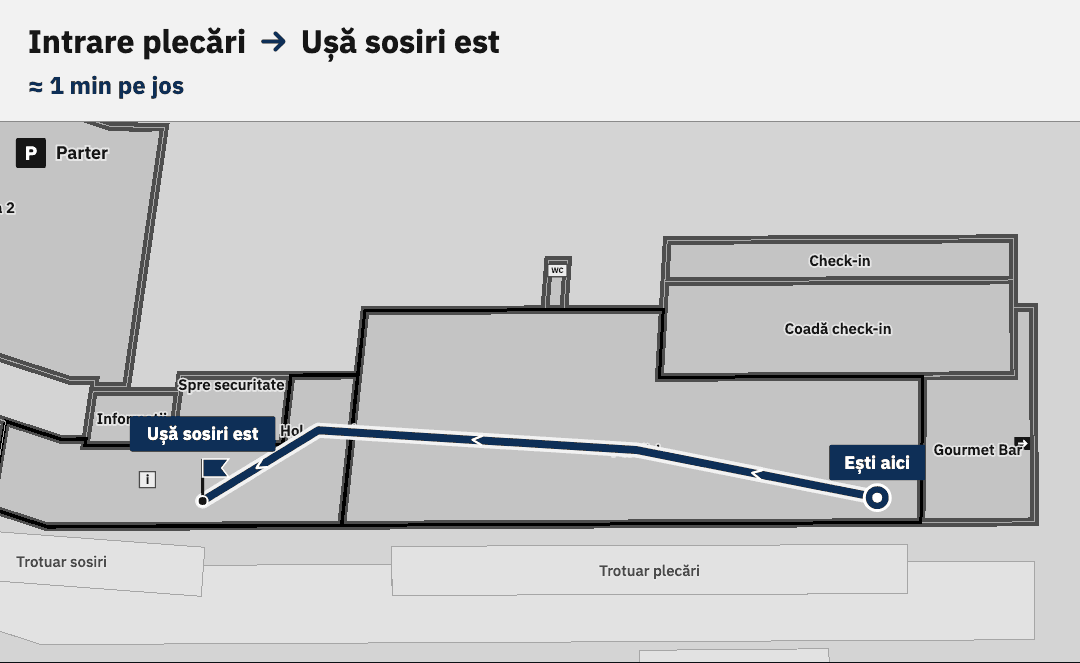 Intrare plecări → Ușă sosiri est
≈ 1 min pe jos
P Parter
2
WC
Check-in
Coadă check-in
Spre securitate
Ușă sosiri est
i
Ești aici
Gourmet Bar
Trotuar sosiri
Trotuar plecări